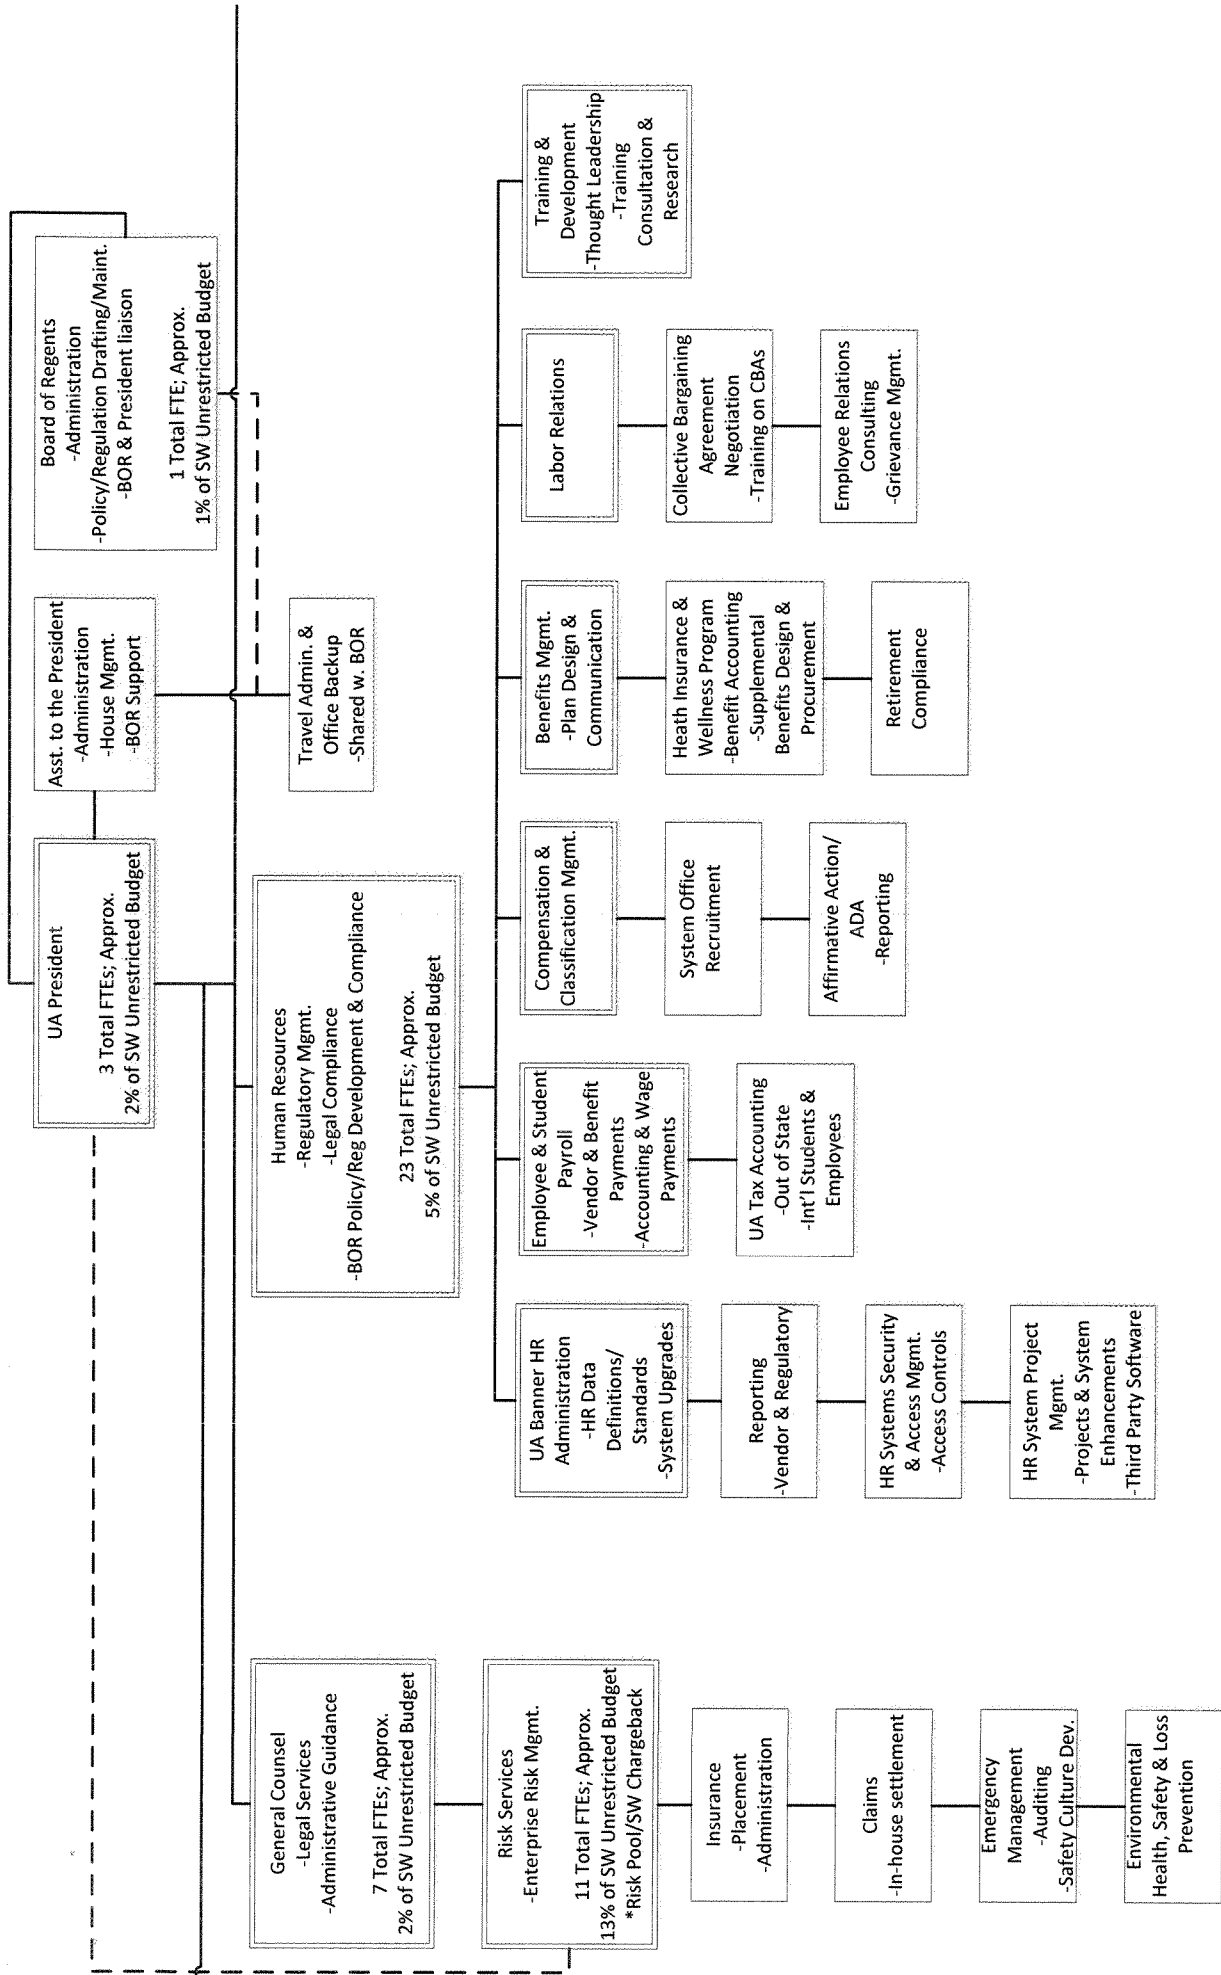 UA President
3 Total FTEs; Approx.
2% of SW Unrestricted Budget
Asst. to the President
-Administration
-House Mgmt.
-BOR Support
Board of Regents
-Administration
-Policy/Regulation Drafting/Maint.
-BOR & President liaison
1 Total FTE; Approx.
1% of SW Unrestricted Budget
Travel Admin. &
Office Backup
-Shared w. BOR
General Counsel
-Legal Services
-Administrative Guidance
7 Total FTEs; Approx.
2% of SW Unrestricted Budget
Risk Services
-Enterprise Risk Mgmt.
11 Total FTEs; Approx.
13% of SW Unrestricted Budget
*Risk Pool/SW Chargeback
Insurance
-Placement
-Administration
Claims
-In-house settlement
Emergency
Management
-Auditing
-Safety Culture Dev.
Environmental
Health, Safety & Loss
Prevention
Human Resources
-Regulatory Mgmt.
-Legal Compliance
-BOR Policy/Reg Development & Compliance
23 Total FTEs; Approx.
5% of SW Unrestricted Budget
UA Banner HR
Administration
-HR Data
Definitions/
Standards
-System Upgrades
Reporting
-Vendor & Regulatory
HR Systems Security
& Access Mgmt.
-Access Controls
HR System Project
Mgmt.
-Projects & System
Enhancements
-Third Party Software
Employee & Student
Payroll
-Vendor & Benefit
Payments
-Accounting & Wage
Payments
UA Tax Accounting
-Out of State
-Int'l Students &
Employees
Compensation &
Classification Mgmt.
System Office
Recruitment
Affirmative Action/
ADA
-Reporting
Benefits Mgmt.
-Plan Design &
Communication
Heath Insurance &
Wellness Program
-Benefit Accounting
-Supplemental
Benefits Design &
Procurement
Retirement
Compliance
Labor Relations
Collective Bargaining
Agreement
Negotiation
-Training on CBAs
Employee Relations
Consulting
-Grievance Mgmt.
Training &
Development
-Thought Leadership
-Training
Consultation &
Research